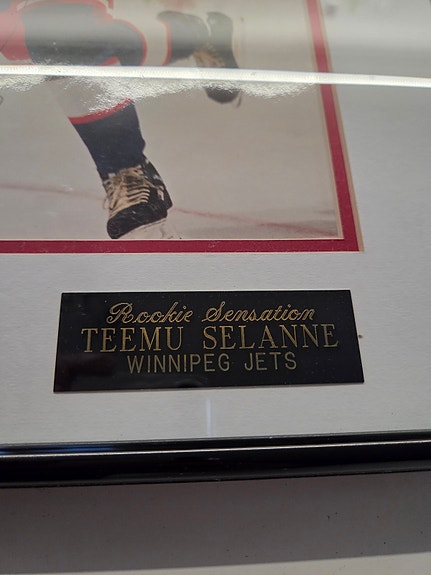 Rookie Sensation
TEEMU SELANNE
WINNIPEG JETS